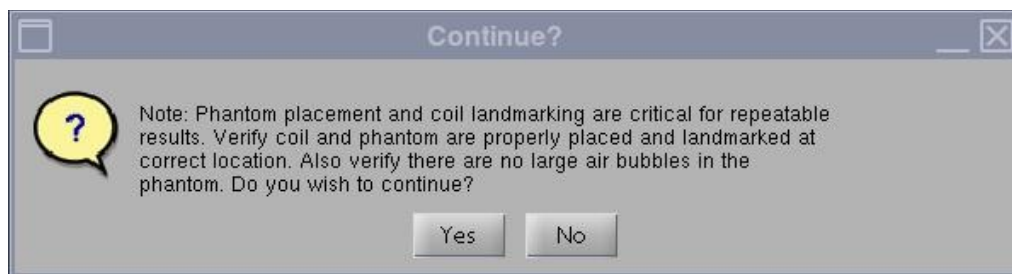 Continue?
?
Note: Phantom placement and coil landmarking are critical for repeatable
results. Verify coil and phantom are properly placed and landmarked at
correct location. Also verify there are no large air bubbles in the
phantom. Do you wish to continue?
Yes No